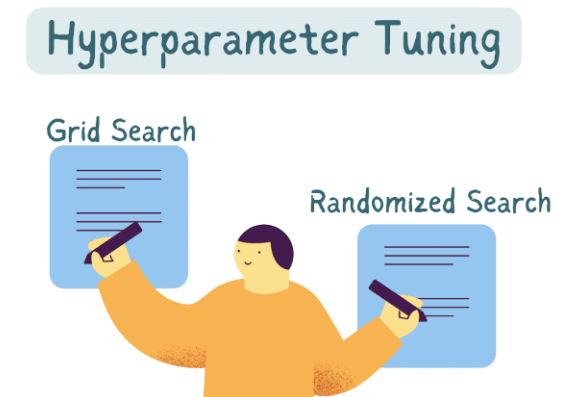 Hyperparameter Tuning
Grid Search
Randomized Search